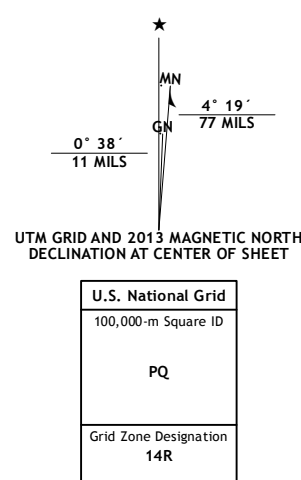 ★
MN
4° 19´
77 MILS
GN
0° 38´
11 MILS
UTM GRID AND 2013 MAGNETIC NORTH
DECLINATION AT CENTER OF SHEET
U.S. National Grid
100,000-m Square ID
PQ
Grid Zone Designation
14R